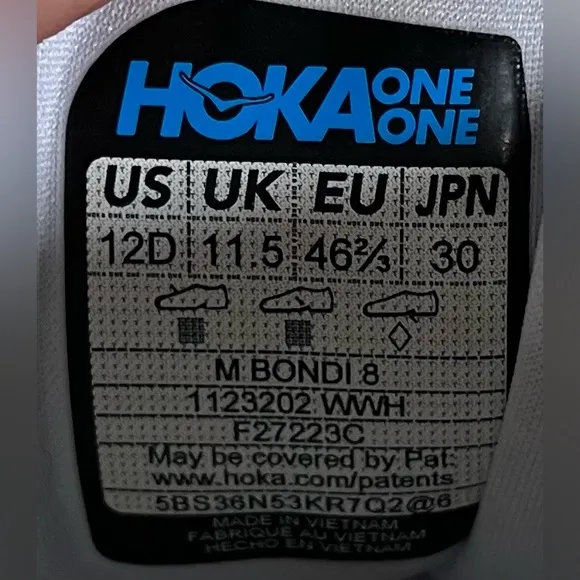 HOKA ONE ONE
US UK EU JPN
12D 11.5 46⅔ 30
M BONDI 8
1123202 WWH
F27223C
May be covered by Pat:
www.hoka.com/patents
5BS36N53KR7Q2@6
MADE IN VIETNAM
FABRIQUÉ AU VIETNAM
HECHO EN VIETNAM